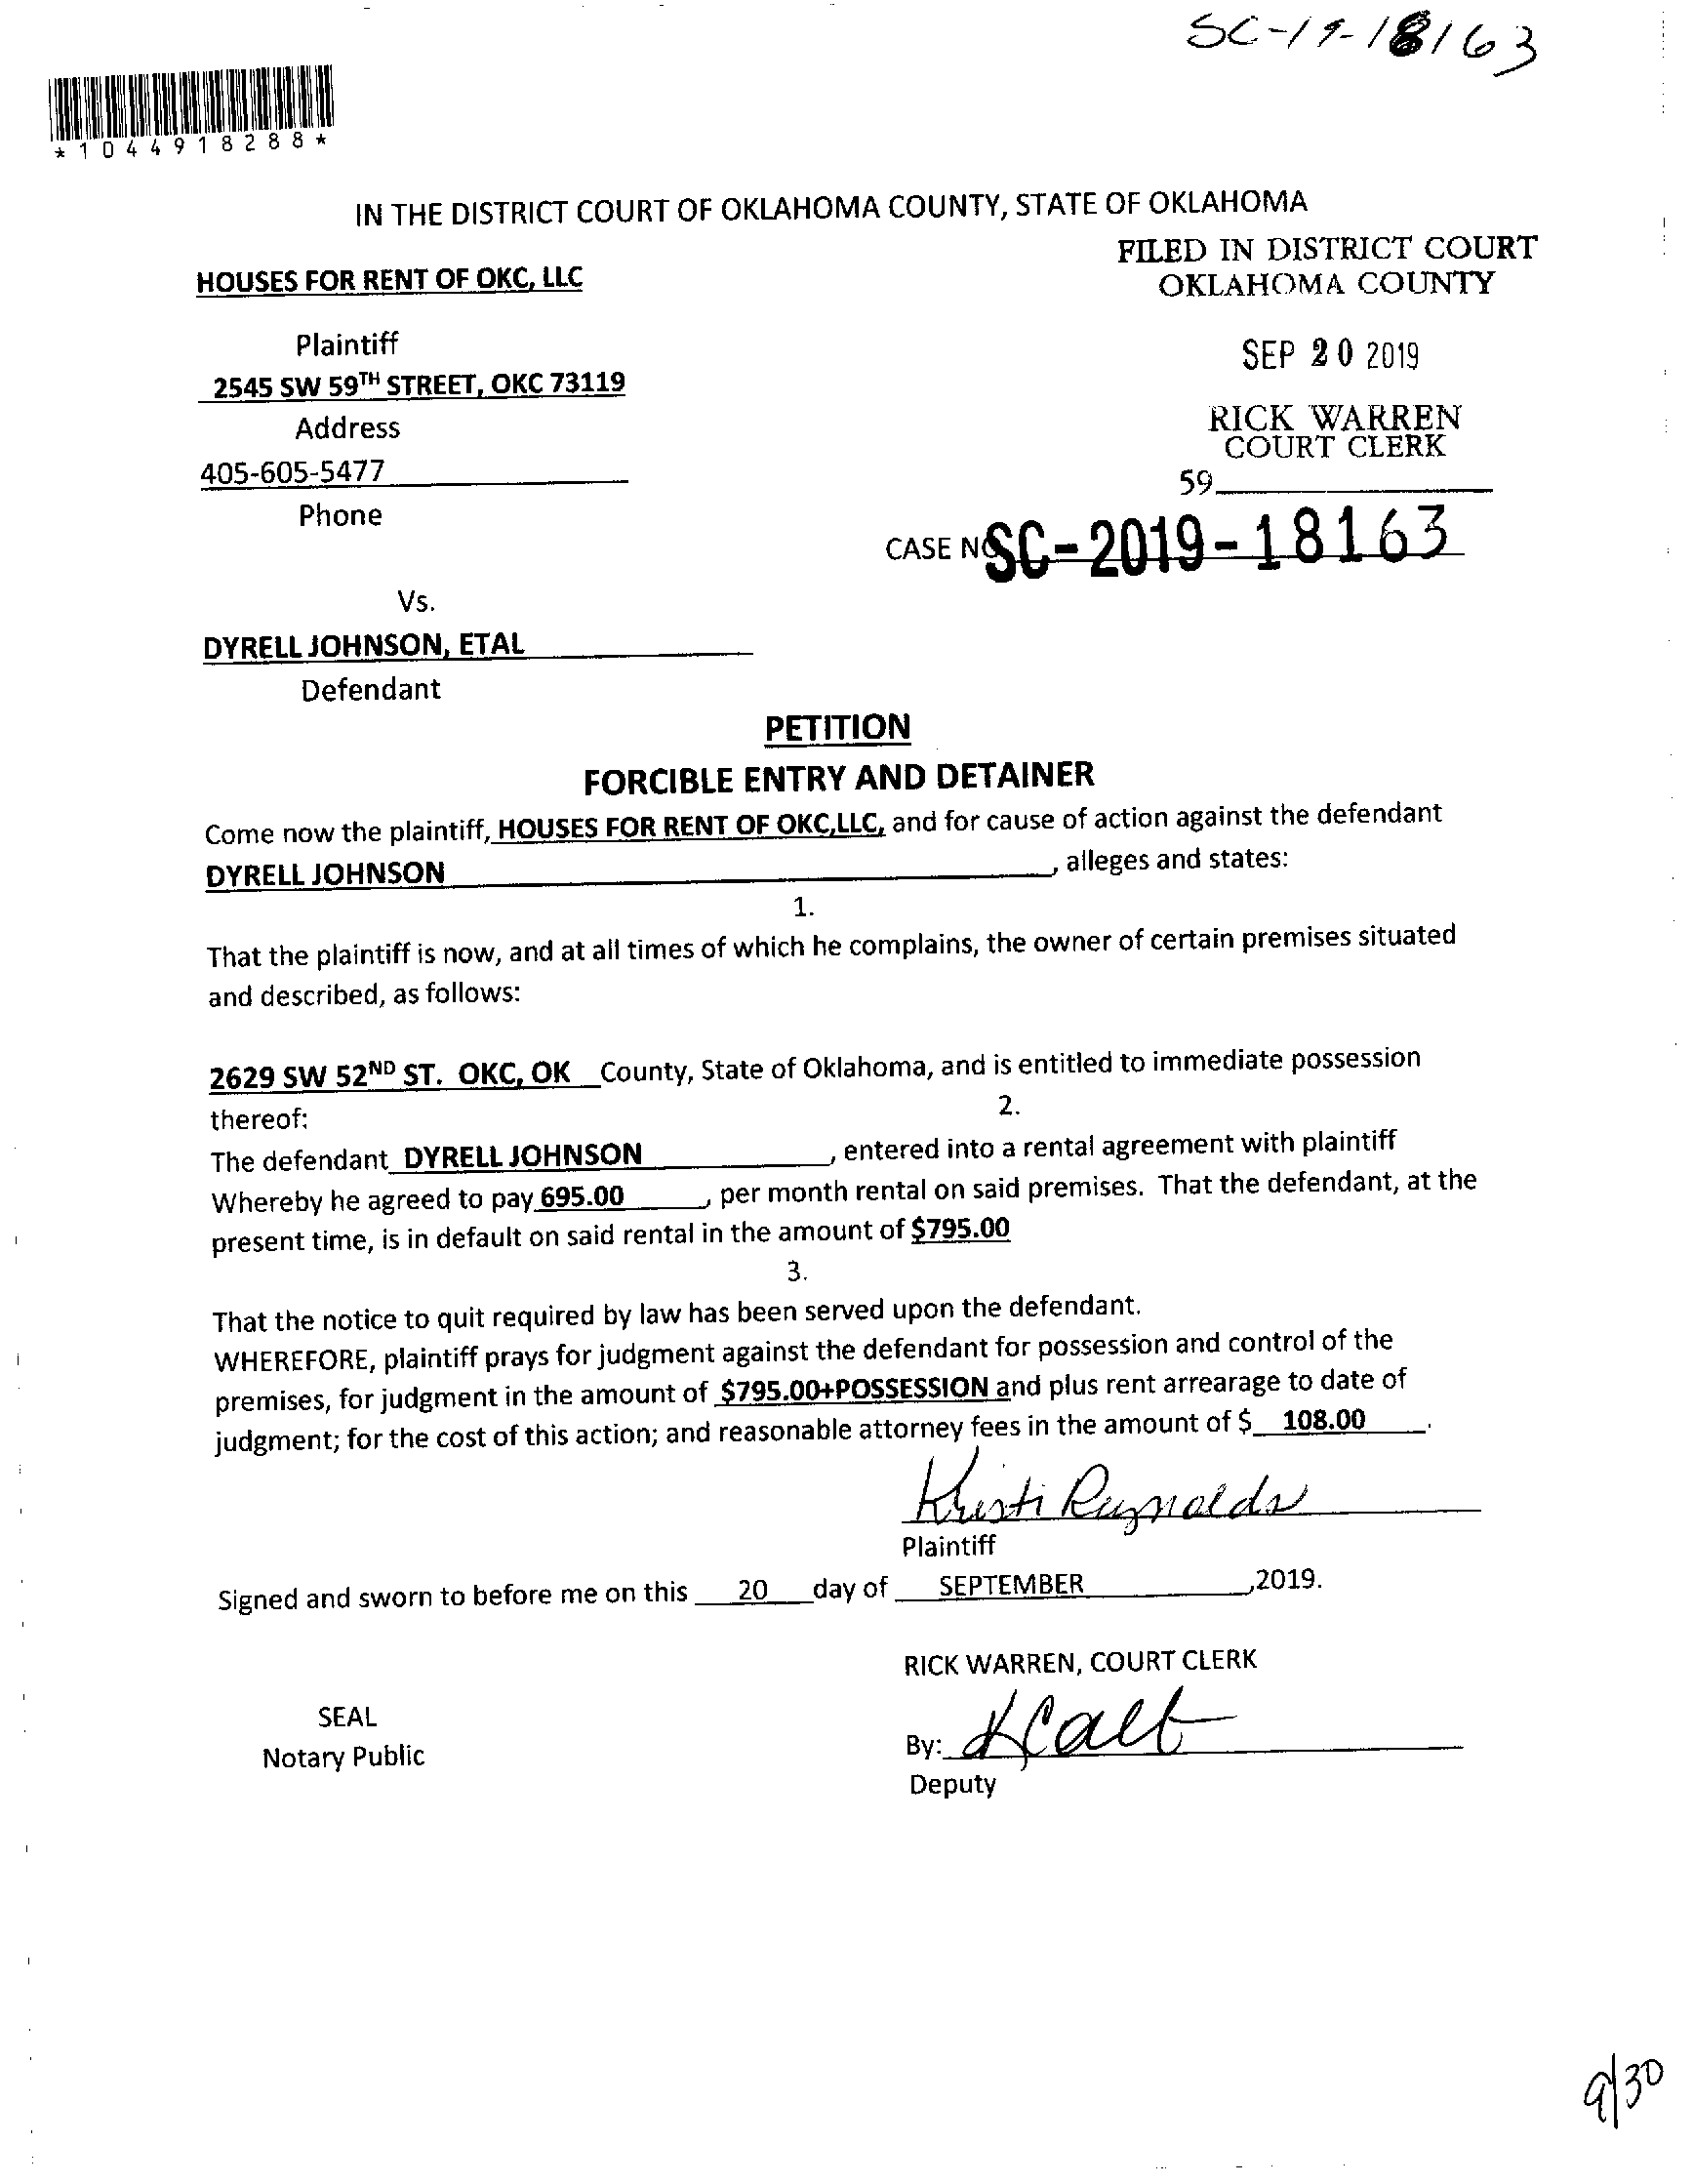 SC-19-18163
*1044918288*
IN THE DISTRICT COURT OF OKLAHOMA COUNTY, STATE OF OKLAHOMA
FILED IN DISTRICT COURT
OKLAHOMA COUNTY
HOUSES FOR RENT OF OKC, LLC
Plaintiff
SEP 20 2019
2545 SW 59TH STREET, OKC 73119
Address
RICK WARREN
COURT CLERK
405-605-5477
59
Phone
CASE NO SC-2019-18163
Vs.
DYRELL JOHNSON, ETAL
Defendant
PETITION
FORCIBLE ENTRY AND DETAINER
Come now the plaintiff, HOUSES FOR RENT OF OKC,LLC, and for cause of action against the defendant
DYRELL JOHNSON, alleges and states:
1.
That the plaintiff is now, and at all times of which he complains, the owner of certain premises situated
and described, as follows:
2629 SW 52ND ST. OKC, OK County, State of Oklahoma, and is entitled to immediate possession
thereof:
2.
The defendant DYRELL JOHNSON, entered into a rental agreement with plaintiff
Whereby he agreed to pay 695.00, per month rental on said premises. That the defendant, at the
present time, is in default on said rental in the amount of $795.00
3.
That the notice to quit required by law has been served upon the defendant.
WHEREFORE, plaintiff prays for judgment against the defendant for possession and control of the
premises, for judgment in the amount of $795.00+POSSESSION and plus rent arrearage to date of
judgment; for the cost of this action; and reasonable attorney fees in the amount of $ 108.00.
Kristi Reynolds
Plaintiff
Signed and sworn to before me on this 20 day of SEPTEMBER,2019.
RICK WARREN, COURT CLERK
SEAL
Notary Public
By:
Deputy
9/30